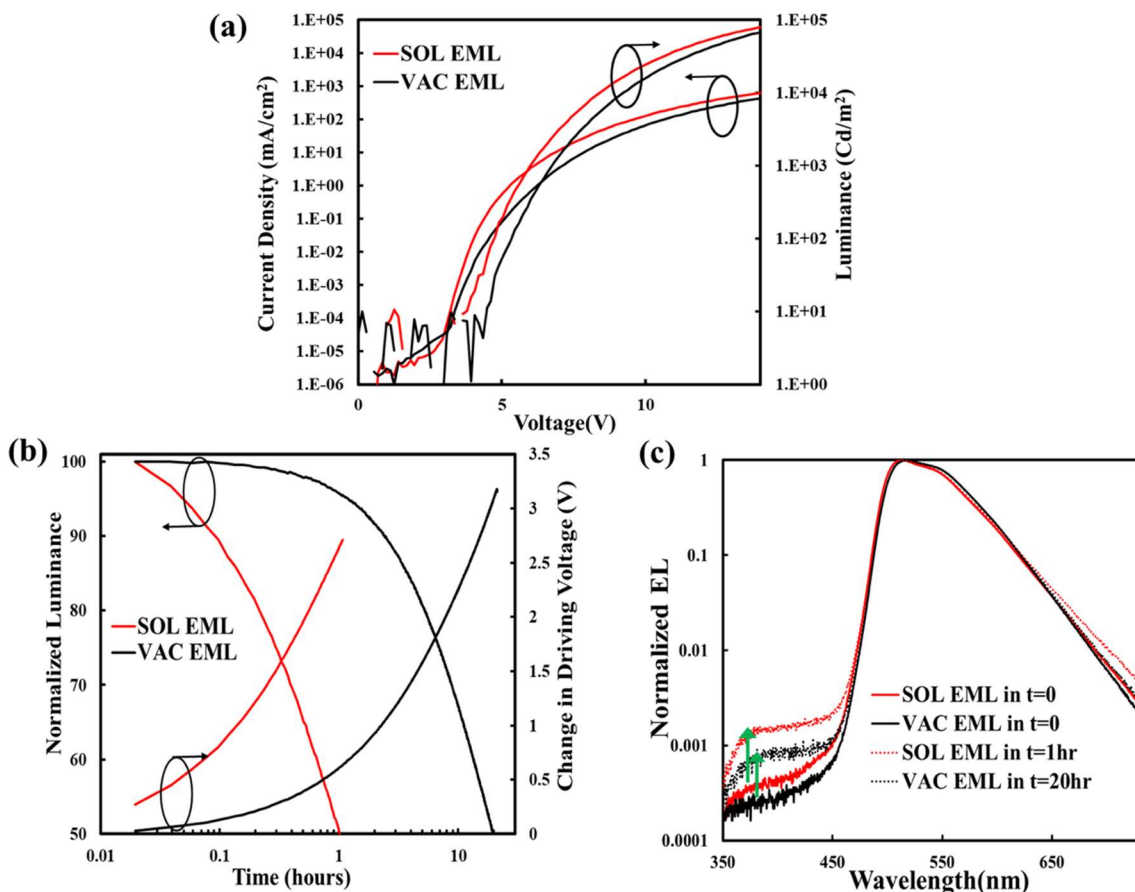 (a)
SOL EML
VAC EML
Current Density (mA/cm²)
1.E+05
1.E+04
1.E+03
1.E+02
1.E+01
1.E+00
1.E-01
1.E-02
1.E-03
1.E-04
1.E-05
1.E-06
0
5
10
Voltage(V)
1.E+05
1.E+04
1.E+03
1.E+02
1.E+01
1.E+00
Luminance (Cd/m²)
(b)
Normalized Luminance
100
90
80
70
60
50
SOL EML
VAC EML
0.01
0.1
1
10
Time (hours)
3.5
3
2.5
2
1.5
1
0.5
0
Change in Driving Voltage (V)
(c)
Normalized EL
1
0.1
0.01
0.001
0.0001
SOL EML in t=0
VAC EML in t=0
SOL EML in t=1hr
VAC EML in t=20hr
350
450
550
650
Wavelength(nm)